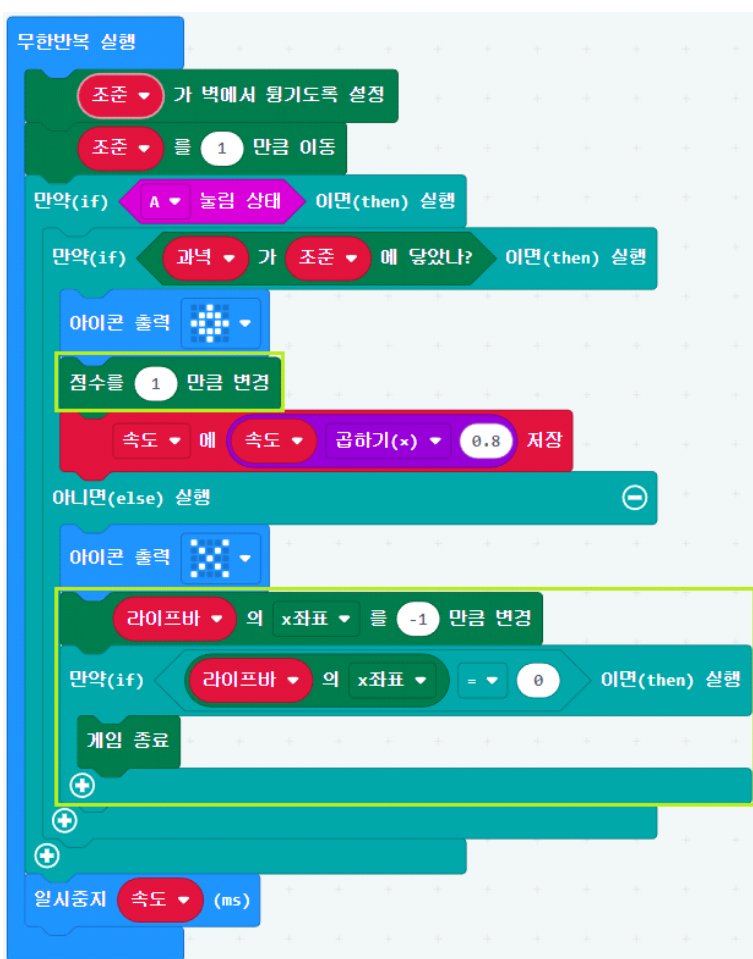 무한반복 실행
조준 가 벽에서 튕기도록 설정
조준 를 1 만큼 이동
만약(if) A 눌림 상태 이면(then) 실행
만약(if) 과녁 가 조준 에 닿았나? 이면(then) 실행
아이콘 출력
점수를 1 만큼 변경
속도 에 속도 곱하기(×) 0.8 저장
아니면(else) 실행
아이콘 출력
라이프바 의 x좌표 를 -1 만큼 변경
만약(if) 라이프바 의 x좌표 = 0 이면(then) 실행
게임 종료
일시중지 속도 (ms)